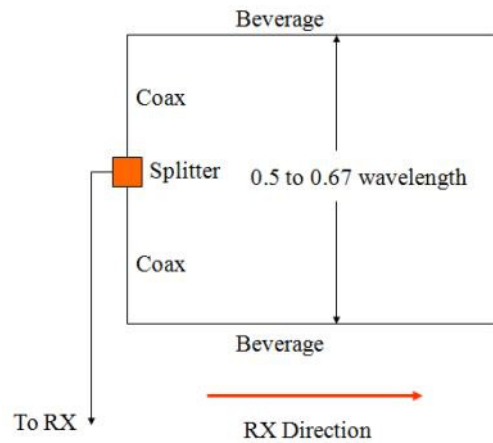 Beverage
Coax
Splitter
0.5 to 0.67 wavelength
Coax
Beverage
To RX
RX Direction